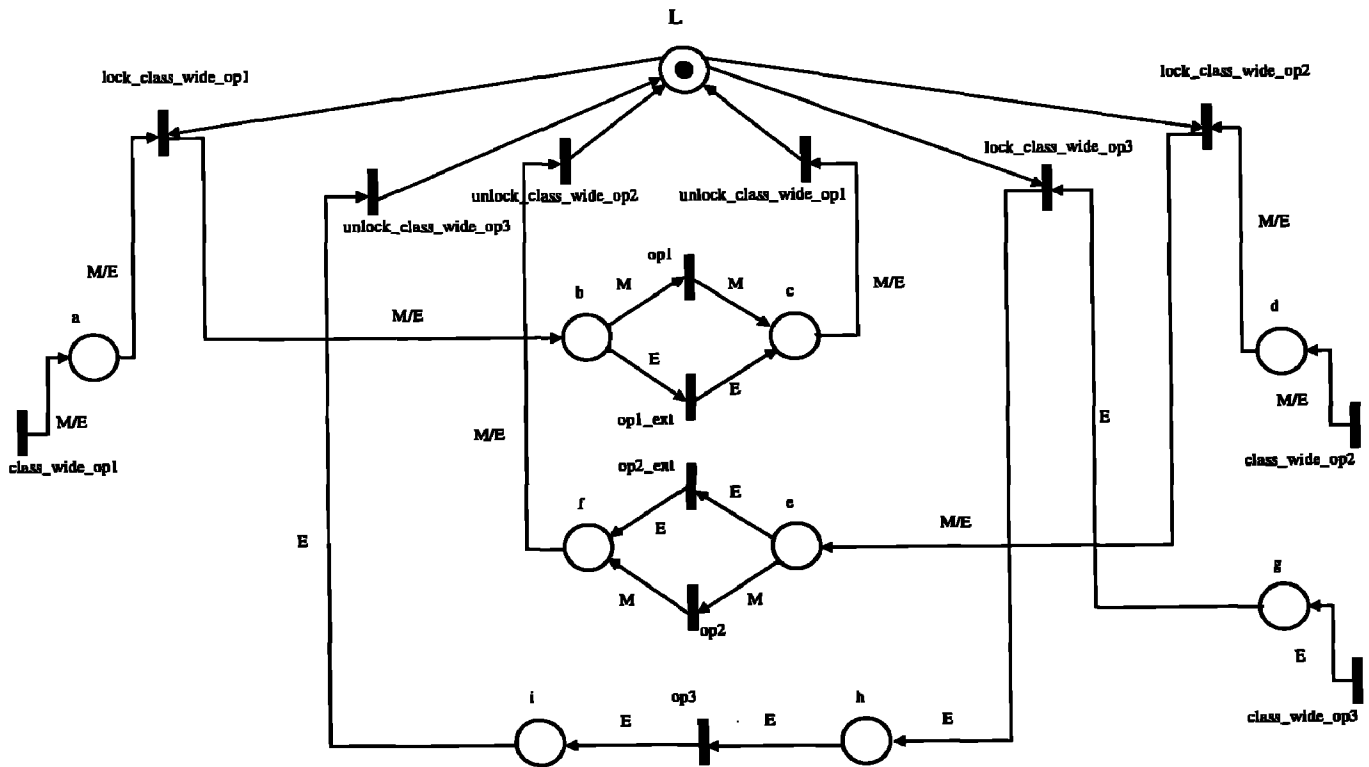 L
lock_class_wide_op1
lock_class_wide_op2
lock_class_wide_op3
unlock_class_wide_op2
unlock_class_wide_op1
unlock_class_wide_op3
op1
M/E
M/E
M
M
M/E
b
c
d
a
M/E
E
E
M/E
M/E
op1_ext
E
M/E
class_wide_op1
class_wide_op2
op2_ext
E
f
e
E
M/E
E
g
M
M
op2
E
class_wide_op3
i
op3
h
E
E
E